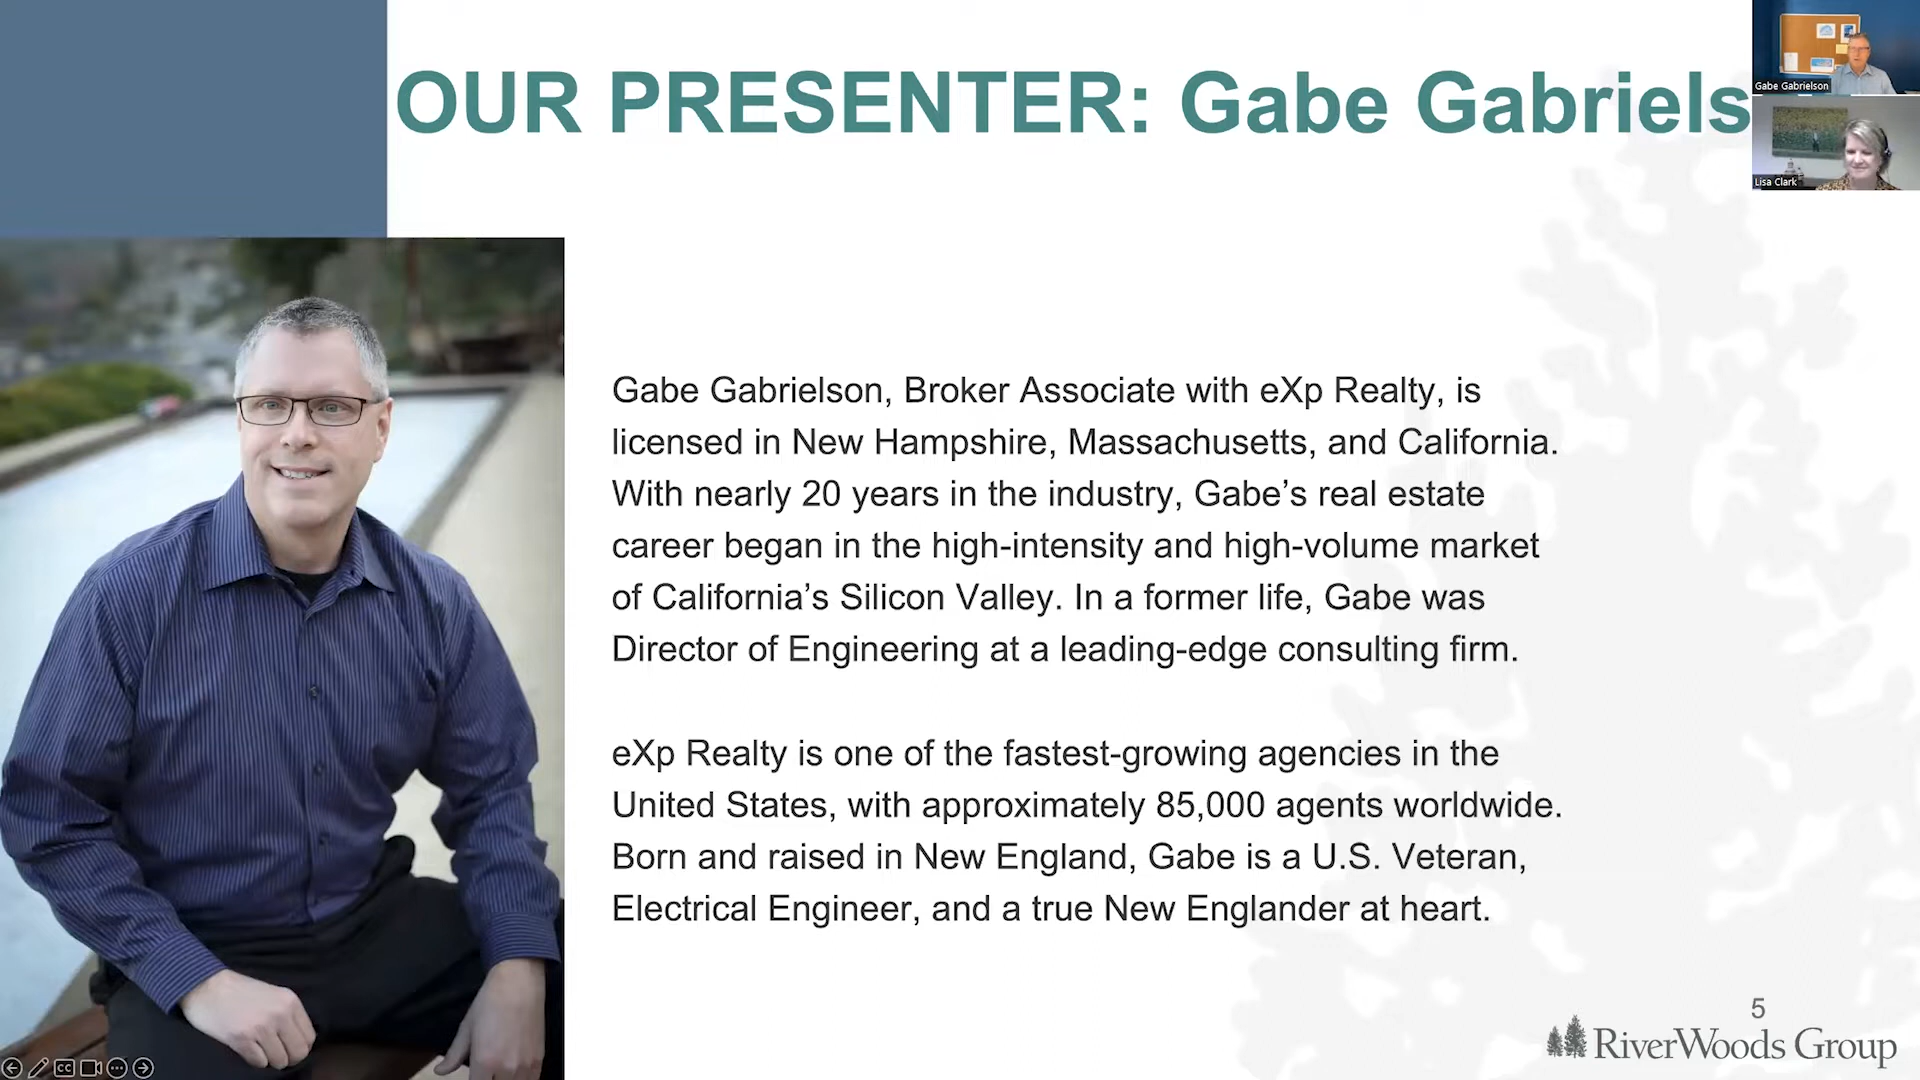 OUR PRESENTER: Gabe Gabriels
Gabe Gabrielson
Lisa Clark
Gabe Gabrielson, Broker Associate with eXp Realty, is
licensed in New Hampshire, Massachusetts, and California.
With nearly 20 years in the industry, Gabe’s real estate
career began in the high-intensity and high-volume market
of California’s Silicon Valley. In a former life, Gabe was
Director of Engineering at a leading-edge consulting firm.
eXp Realty is one of the fastest-growing agencies in the
United States, with approximately 85,000 agents worldwide.
Born and raised in New England, Gabe is a U.S. Veteran,
Electrical Engineer, and a true New Englander at heart.
5
RiverWoods Group
CC